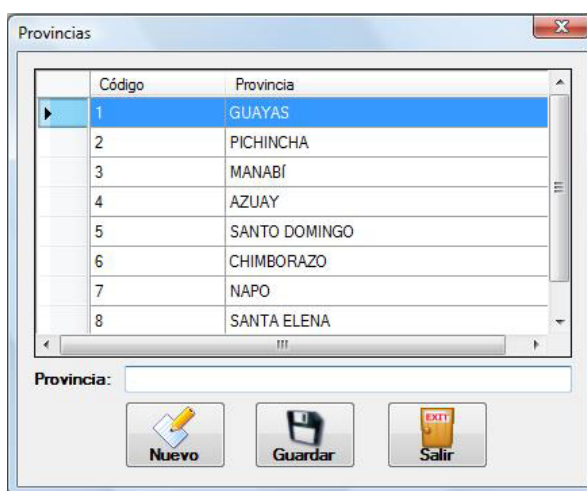 Provincias
Código Provincia
1 GUAYAS
2 PICHINCHA
3 MANABÍ
4 AZUAY
5 SANTO DOMINGO
6 CHIMBORAZO
7 NAPO
8 SANTA ELENA
Provincia:
EXIT
Nuevo Guardar Salir